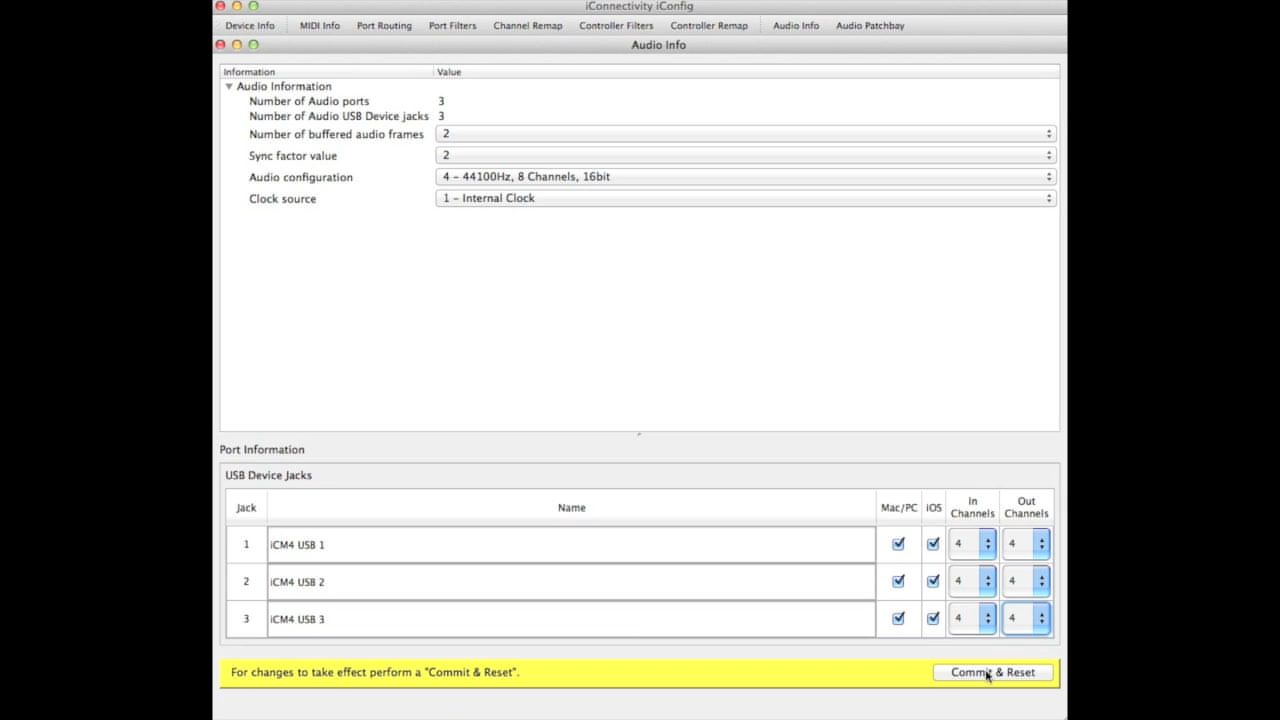 iConnectivity iConfig
Device Info MIDI Info Port Routing Port Filters Channel Remap Controller Filters Controller Remap Audio Info Audio Patchbay
Audio Info
Information Value
Audio Information
Number of Audio ports 3
Number of Audio USB Device jacks 3
Number of buffered audio frames 2
Sync factor value 2
Audio configuration 4 - 44100Hz, 8 Channels, 16bit
Clock source 1 - Internal Clock
Port Information
USB Device Jacks
Jack Name Mac/PC iOS In Channels Out Channels
1 iCM4 USB 1 4 4
2 iCM4 USB 2 4 4
3 iCM4 USB 3 4 4
For changes to take effect perform a "Commit & Reset". Commit & Reset